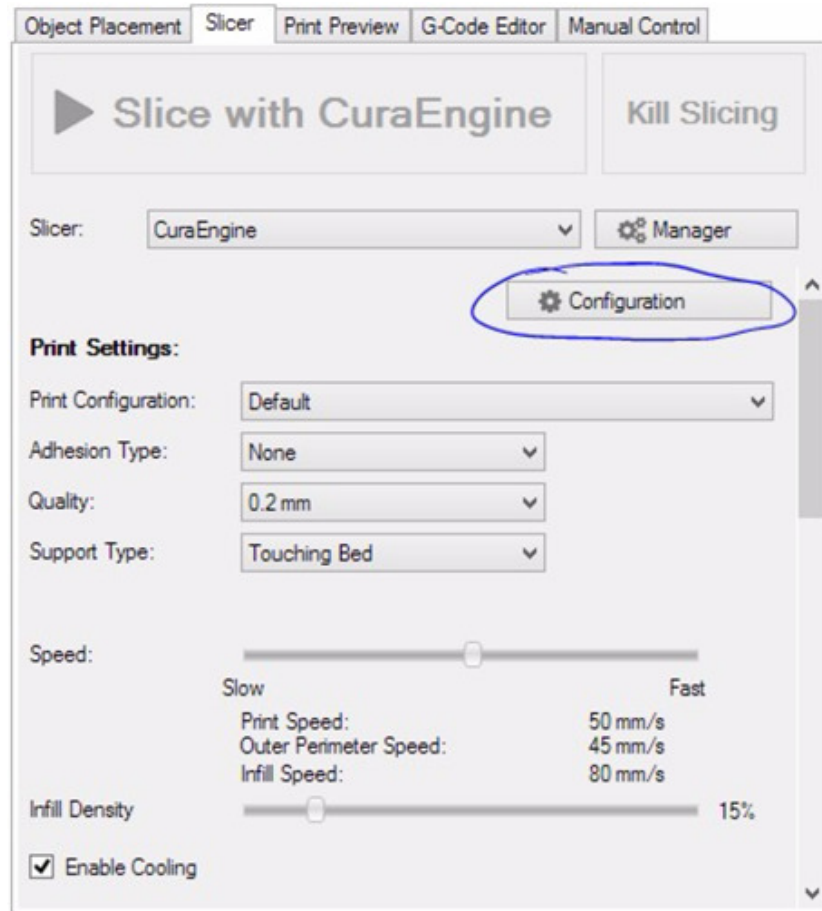 Object Placement Slicer Print Preview G-Code Editor Manual Control
Slice with CuraEngine Kill Slicing
Slicer: CuraEngine Manager
Configuration
Print Settings:
Print Configuration: Default
Adhesion Type: None
Quality: 0.2 mm
Support Type: Touching Bed
Speed:
Slow Fast
Print Speed: 50 mm/s
Outer Perimeter Speed: 45 mm/s
Infill Speed: 80 mm/s
Infill Density 15%
Enable Cooling